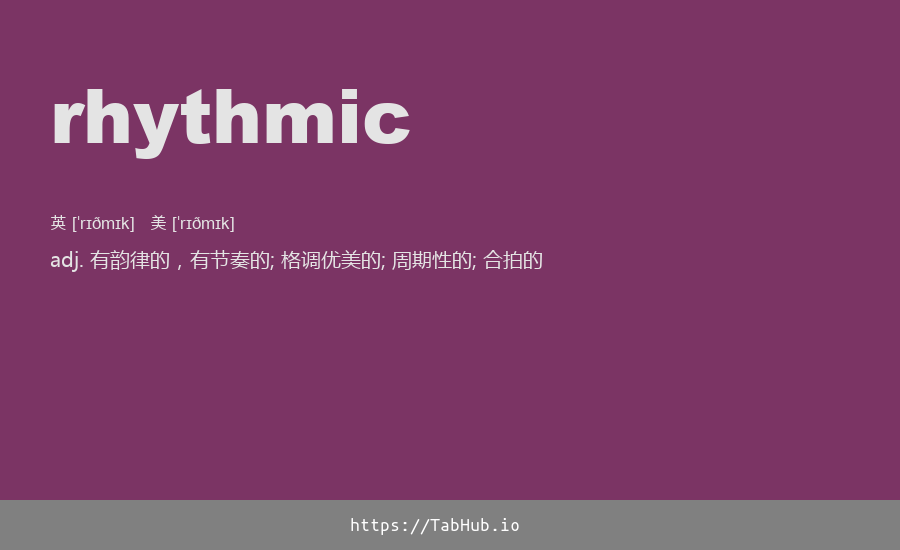 rhythmic
英 [ˈrɪðmɪk] 美 [ˈrɪðmɪk]
adj. 有韵律的，有节奏的; 格调优美的; 周期性的; 合拍的
https://TabHub.io